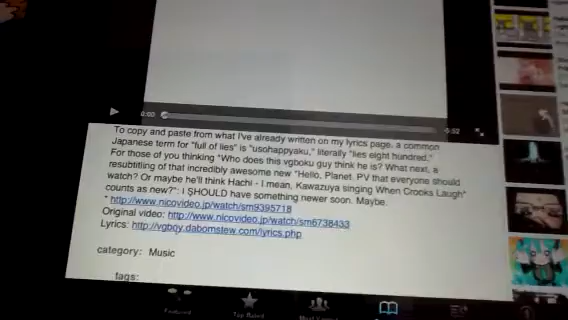 0:00
-5:52
To copy and paste from what I've already written on my lyrics page, a common
Japanese term for "full of lies" is "usohappyaku," literally "lies eight hundred."
For those of you thinking "Who does this vgboku guy think he is? What next, a
resubtitling of that incredibly awesome new "Hello, Planet. PV that everyone should
watch? Or maybe he'll think Hachi - I mean, Kawazuya singing When Crooks Laugh"
counts as new?": I SHOULD have something newer soon. Maybe.
* http://www.nicovideo.jp/watch/sm9395718
Original video: http://www.nicovideo.jp/watch/sm6738433
Lyrics: http://vgboy.dabomstew.com/lyrics.php
category: Music
tags:
Featured
Top Rated